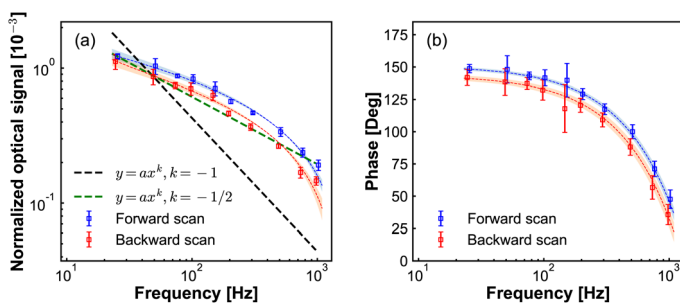 (a)
Normalized optical signal [10⁻³]
10⁰
10⁻¹
y = axᵏ, k = −1
y = axᵏ, k = −1/2
Forward scan
Backward scan
10¹
10²
10³
Frequency [Hz]
(b)
Phase [Deg]
175
150
125
100
75
50
25
0
Forward scan
Backward scan
10¹
10²
10³
Frequency [Hz]